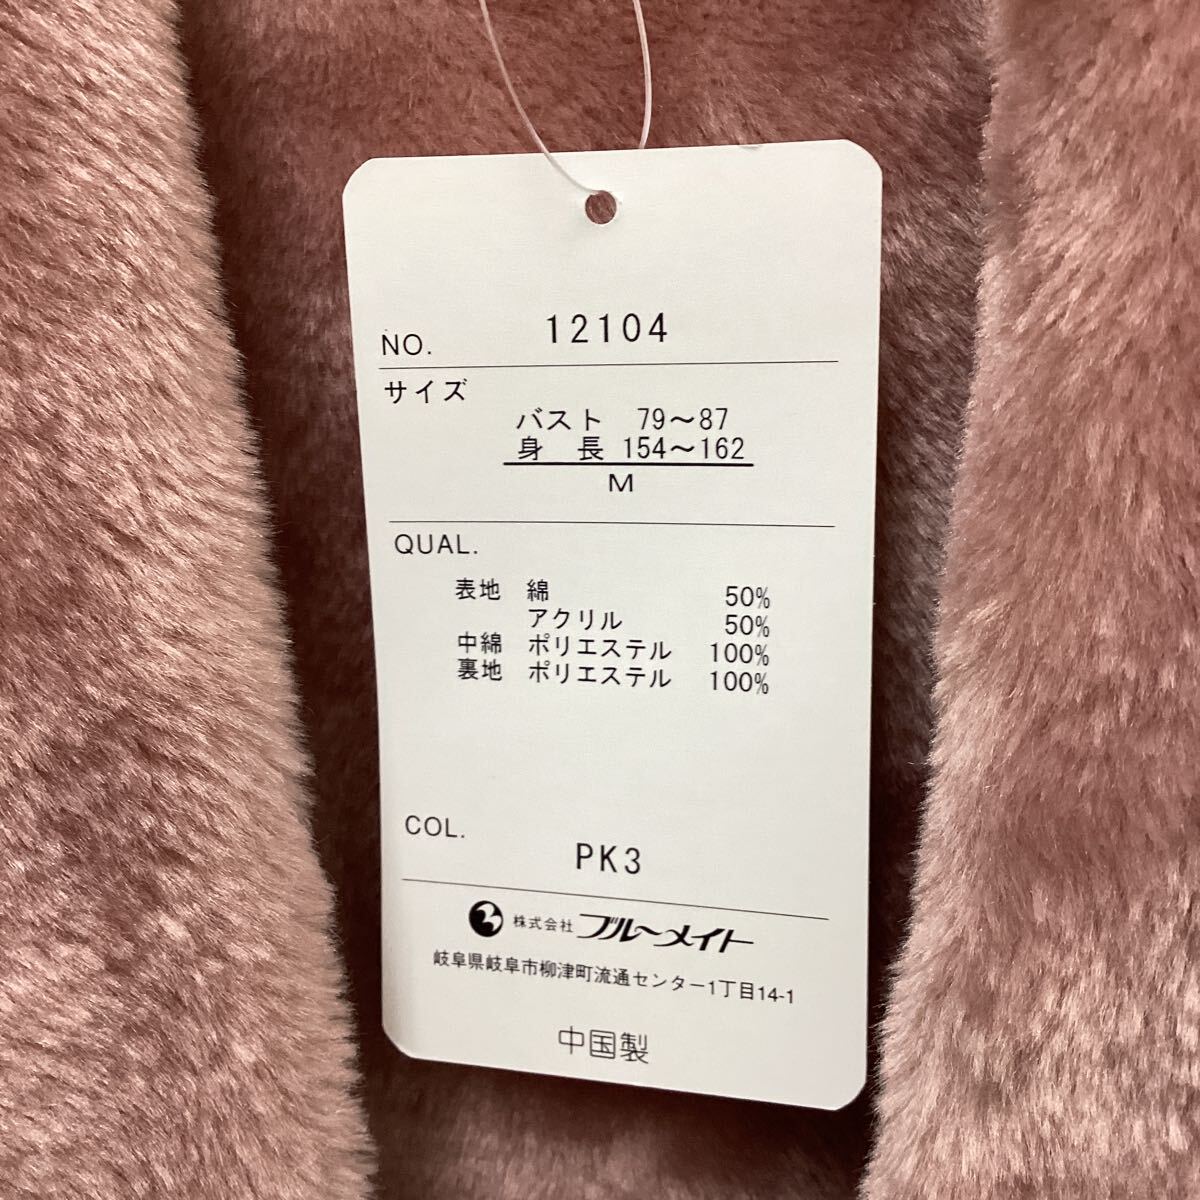 NO. 12104
サイズ
バスト 79〜87
身 長 154〜162
M
QUAL.
表地 綿 50%
アクリル 50%
中綿 ポリエステル 100%
裏地 ポリエステル 100%
COL.
PK3
株式会社 ブルーメイト
岐阜県岐阜市柳津町流通センター1丁目14-1
中国製